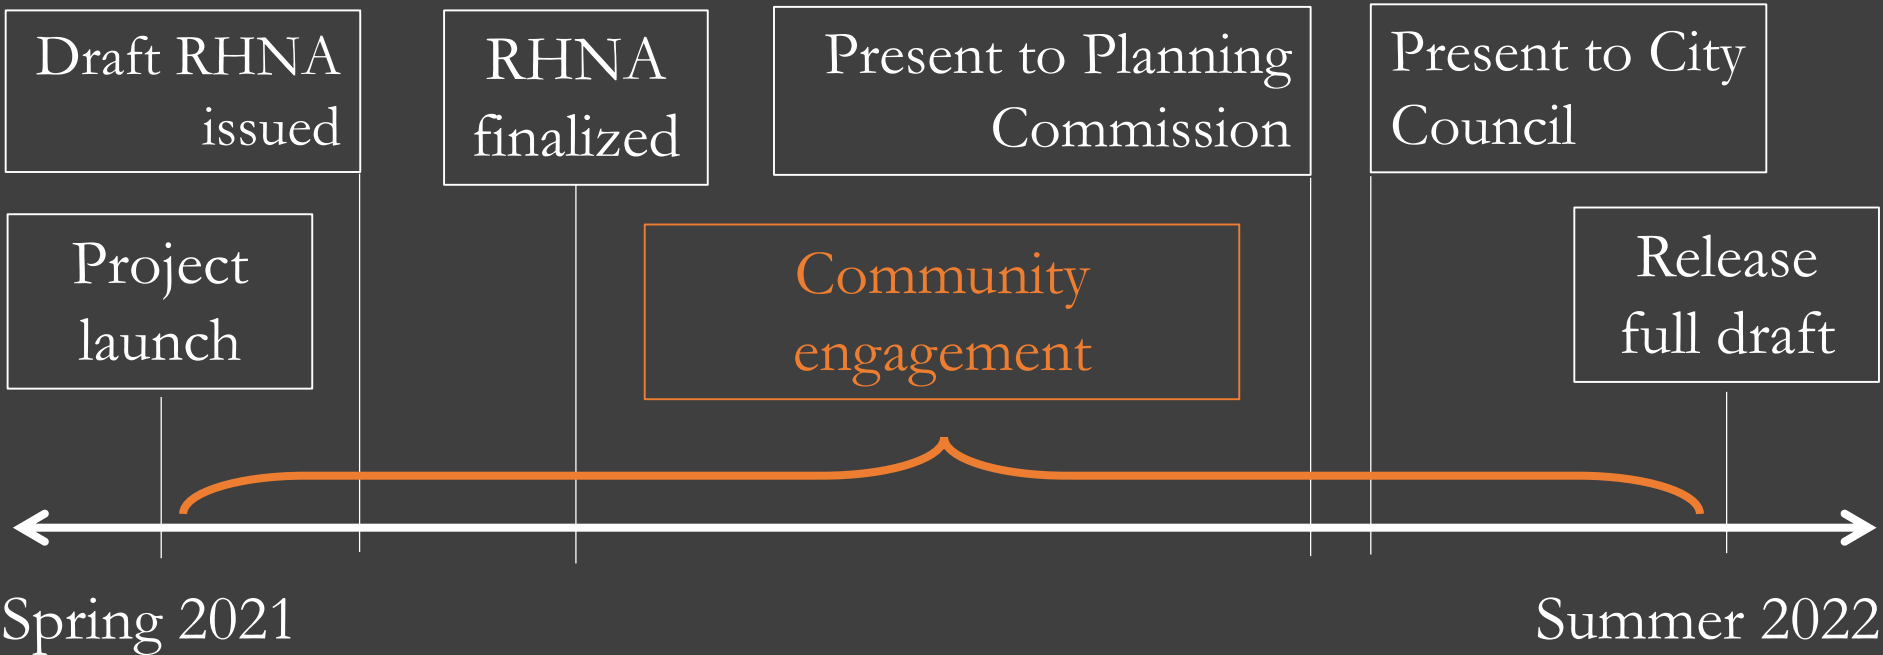 Draft RHNA
issued
RHNA
finalized
Present to Planning
Commission
Present to City
Council
Project
launch
Community
engagement
Release
full draft
Spring 2021
Summer 2022